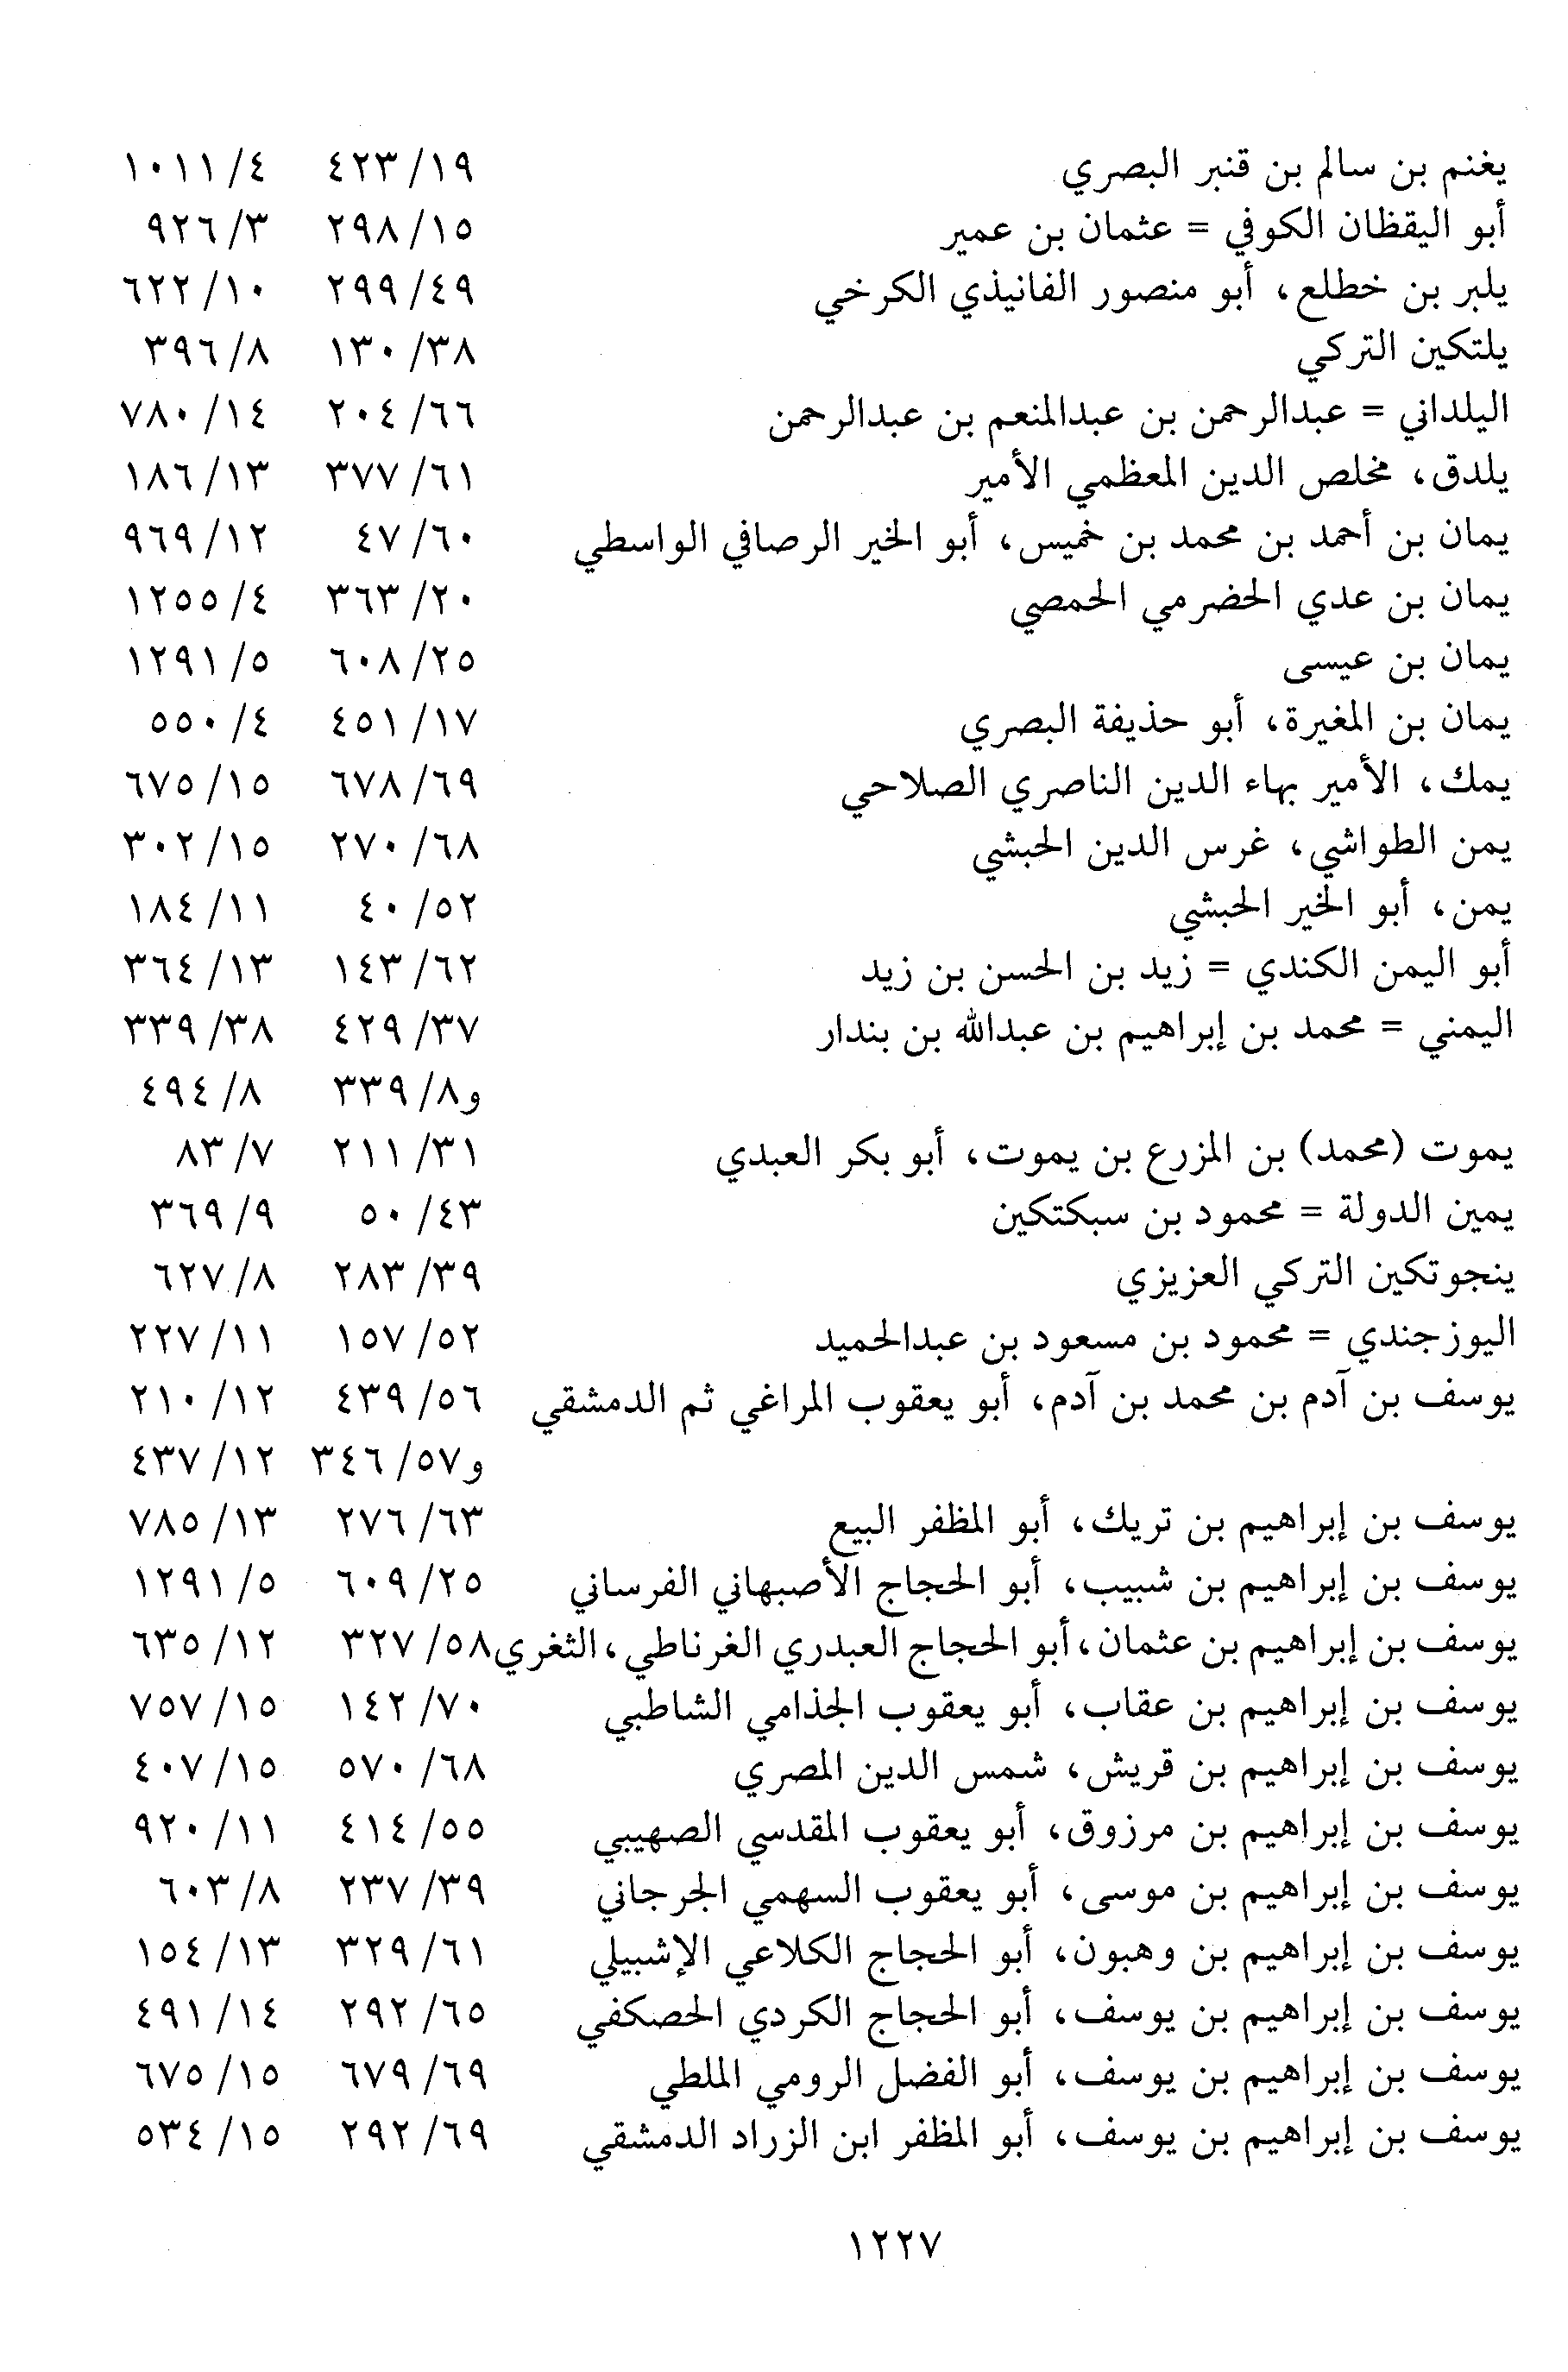 يغنم بن سالم بن قنبر البصري ١٩/ ٤٢٣ ٤/ ١٠١١
أبو اليقظان الكوفي = عثمان بن عمير ١٥/ ٢٩٨ ٣/ ٩٢٦
يلبر بن خطلع، أبو منصور الفانيذي الكرخي ٤٩/ ٢٩٩ ١٠/ ٦٢٢
يلتكين التركي ٣٨/ ١٣٠ ٨/ ٣٩٦
اليلداني = عبدالرحمن بن عبدالمنعم بن عبدالرحمن ٦٦/ ٢٠٤ ١٤/ ٧٨٠
يلدق، مخلص الدين المعظمي الأمير ٦١/ ٣٧٧ ١٣/ ١٨٦
يمان بن أحمد بن محمد بن خميس، أبو الخير الرصافي الواسطي ٦٠/ ٤٧ ١٢/ ٩٦٩
يمان بن عدي الحضرمي الحمصي ٢٠/ ٣٦٣ ٤/ ١٢٥٥
يمان بن عيسى ٢٥/ ٦٠٨ ٥/ ١٢٩١
يمان بن المغيرة، أبو حذيفة البصري ١٧/ ٤٥١ ٤/ ٥٥٠
يمك، الأمير بهاء الدين الناصري الصلاحي ٦٩/ ٦٧٨ ١٥/ ٦٧٥
يمن الطواشي، غرس الدين الحبشي ٦٨/ ٢٧٠ ١٥/ ٣٠٢
يمن، أبو الخير الحبشي ٥٢/ ٤٠ ١١/ ١٨٤
أبو اليمن الكندي = زيد بن الحسن بن زيد ٦٢/ ١٤٣ ١٣/ ٣٦٤
اليمني = محمد بن إبراهيم بن عبدالله بن بندار ٣٧/ ٤٢٩ ٣٨/ ٣٣٩
و٨/ ٣٣٩ ٨/ ٤٩٤
يموت (محمد) بن المزرع بن يموت، أبو بكر العبدي ٣١/ ٢١١ ٧/ ٨٣
يمين الدولة = محمود بن سبكتكين ٤٣/ ٥٠ ٩/ ٣٦٩
ينجوتكين التركي العزيزي ٣٩/ ٢٨٣ ٨/ ٦٢٧
اليوزجندي = محمود بن مسعود بن عبدالحميد ٥٢/ ١٥٧ ١١/ ٢٢٧
يوسف بن آدم بن محمد بن آدم، أبو يعقوب المراغي ثم الدمشقي ٥٦/ ٤٣٩ ١٢/ ٢١٠
و٥٧/ ٣٤٦ ١٢/ ٤٣٧
يوسف بن إبراهيم بن تريك، أبو المظفر البيع ٦٣/ ٢٧٦ ١٣/ ٧٨٥
يوسف بن إبراهيم بن شبيب، أبو الحجاج الأصبهاني الفرساني ٢٥/ ٦٠٩ ٥/ ١٢٩١
يوسف بن إبراهيم بن عثمان، أبو الحجاج العبدري الغرناطي، الثغري ٥٨/ ٣٢٧ ١٢/ ٦٣٥
يوسف بن إبراهيم بن عقاب، أبو يعقوب الجذامي الشاطبي ٧٠/ ١٤٢ ١٥/ ٧٥٧
يوسف بن إبراهيم بن قريش، شمس الدين المصري ٦٨/ ٥٧٠ ١٥/ ٤٠٧
يوسف بن إبراهيم بن مرزوق، أبو يعقوب المقدسي الصهيبي ٥٥/ ٤١٤ ١١/ ٩٢٠
يوسف بن إبراهيم بن موسى، أبو يعقوب السهمي الجرجاني ٣٩/ ٢٣٧ ٨/ ٦٠٣
يوسف بن إبراهيم بن وهبون، أبو الحجاج الكلاعي الإشبيلي ٦١/ ٣٢٩ ١٣/ ١٥٤
يوسف بن إبراهيم بن يوسف، أبو الحجاج الكردي الحصكفي ٦٥/ ٢٩٢ ١٤/ ٤٩١
يوسف بن إبراهيم بن يوسف، أبو الفضل الرومي الملطي ٦٩/ ٦٧٩ ١٥/ ٦٧٥
يوسف بن إبراهيم بن يوسف، أبو المظفر ابن الزراد الدمشقي ٦٩/ ٢٩٢ ١٥/ ٥٣٤
١٢٢٧